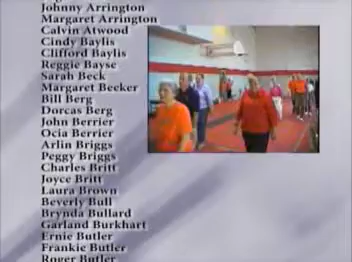 Johnny Arrington
Margaret Arrington
Calvin Atwood
Cindy Baylis
Clifford Baylis
Reggie Bayse
Sarah Beck
Margaret Beeker
Bill Berg
Dorcas Berg
John Berrier
Ocia Berrier
Arlin Briggs
Peggy Briggs
Charles Britt
Joyce Britt
Laura Brown
Beverly Bull
Brynda Bullard
Garland Burkhart
Ernie Butler
Frankie Butler
Roger Butler